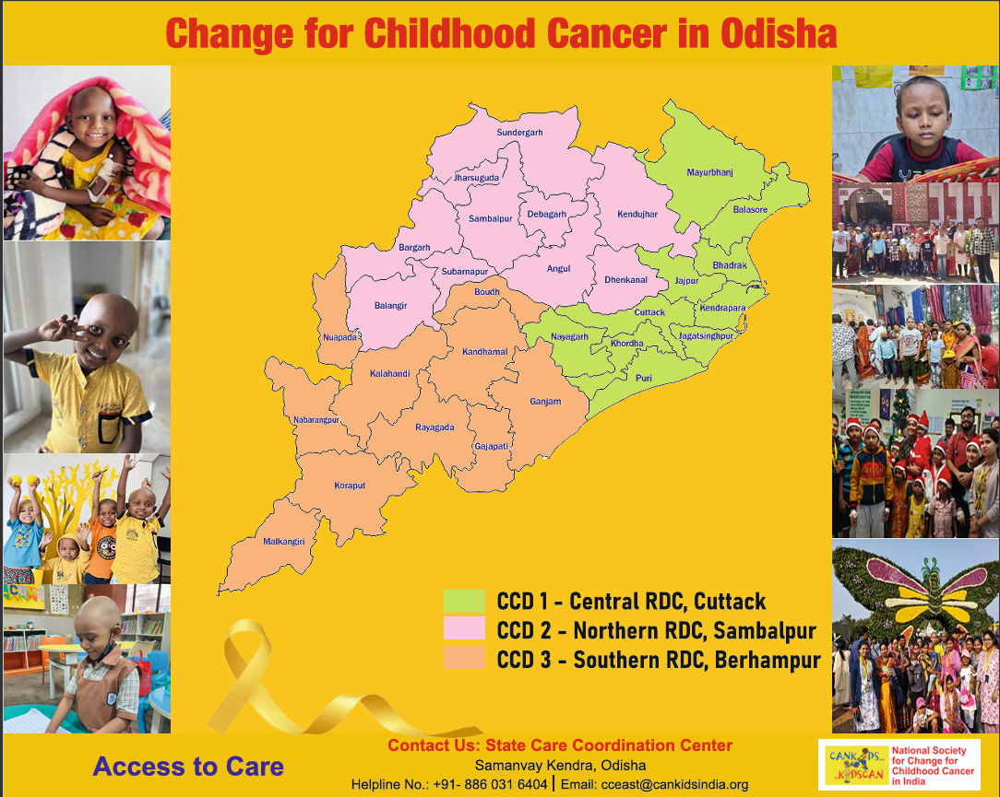 Change for Childhood Cancer in Odisha
Sundergarh
Jharsuguda
Mayurbhanj
Sambalpur
Debagarh
Kendujhar
Balasore
Bargarh
Subarnapur
Angul
Bhadrak
Dhenkanal
Jajpur
Boudh
Balangir
Kendrapara
Cuttack
Nuapada
Nayagarh
Khordha
Jagatsinghpur
Kandhamal
Kalahandi
Puri
Ganjam
Nabarangpur
Rayagada
Gajapati
Koraput
Malkangiri
CCD 1 - Central RDC, Cuttack
CCD 2 - Northern RDC, Sambalpur
CCD 3 - Southern RDC, Berhampur
Access to Care
Contact Us: State Care Coordination Center
Samanvay Kendra, Odisha
Helpline No.: +91- 886 031 6404 | Email: cceast@cankidsindia.org
CANKIDS..
..KIDSCAN
National Society
for Change for
Childhood Cancer
in India